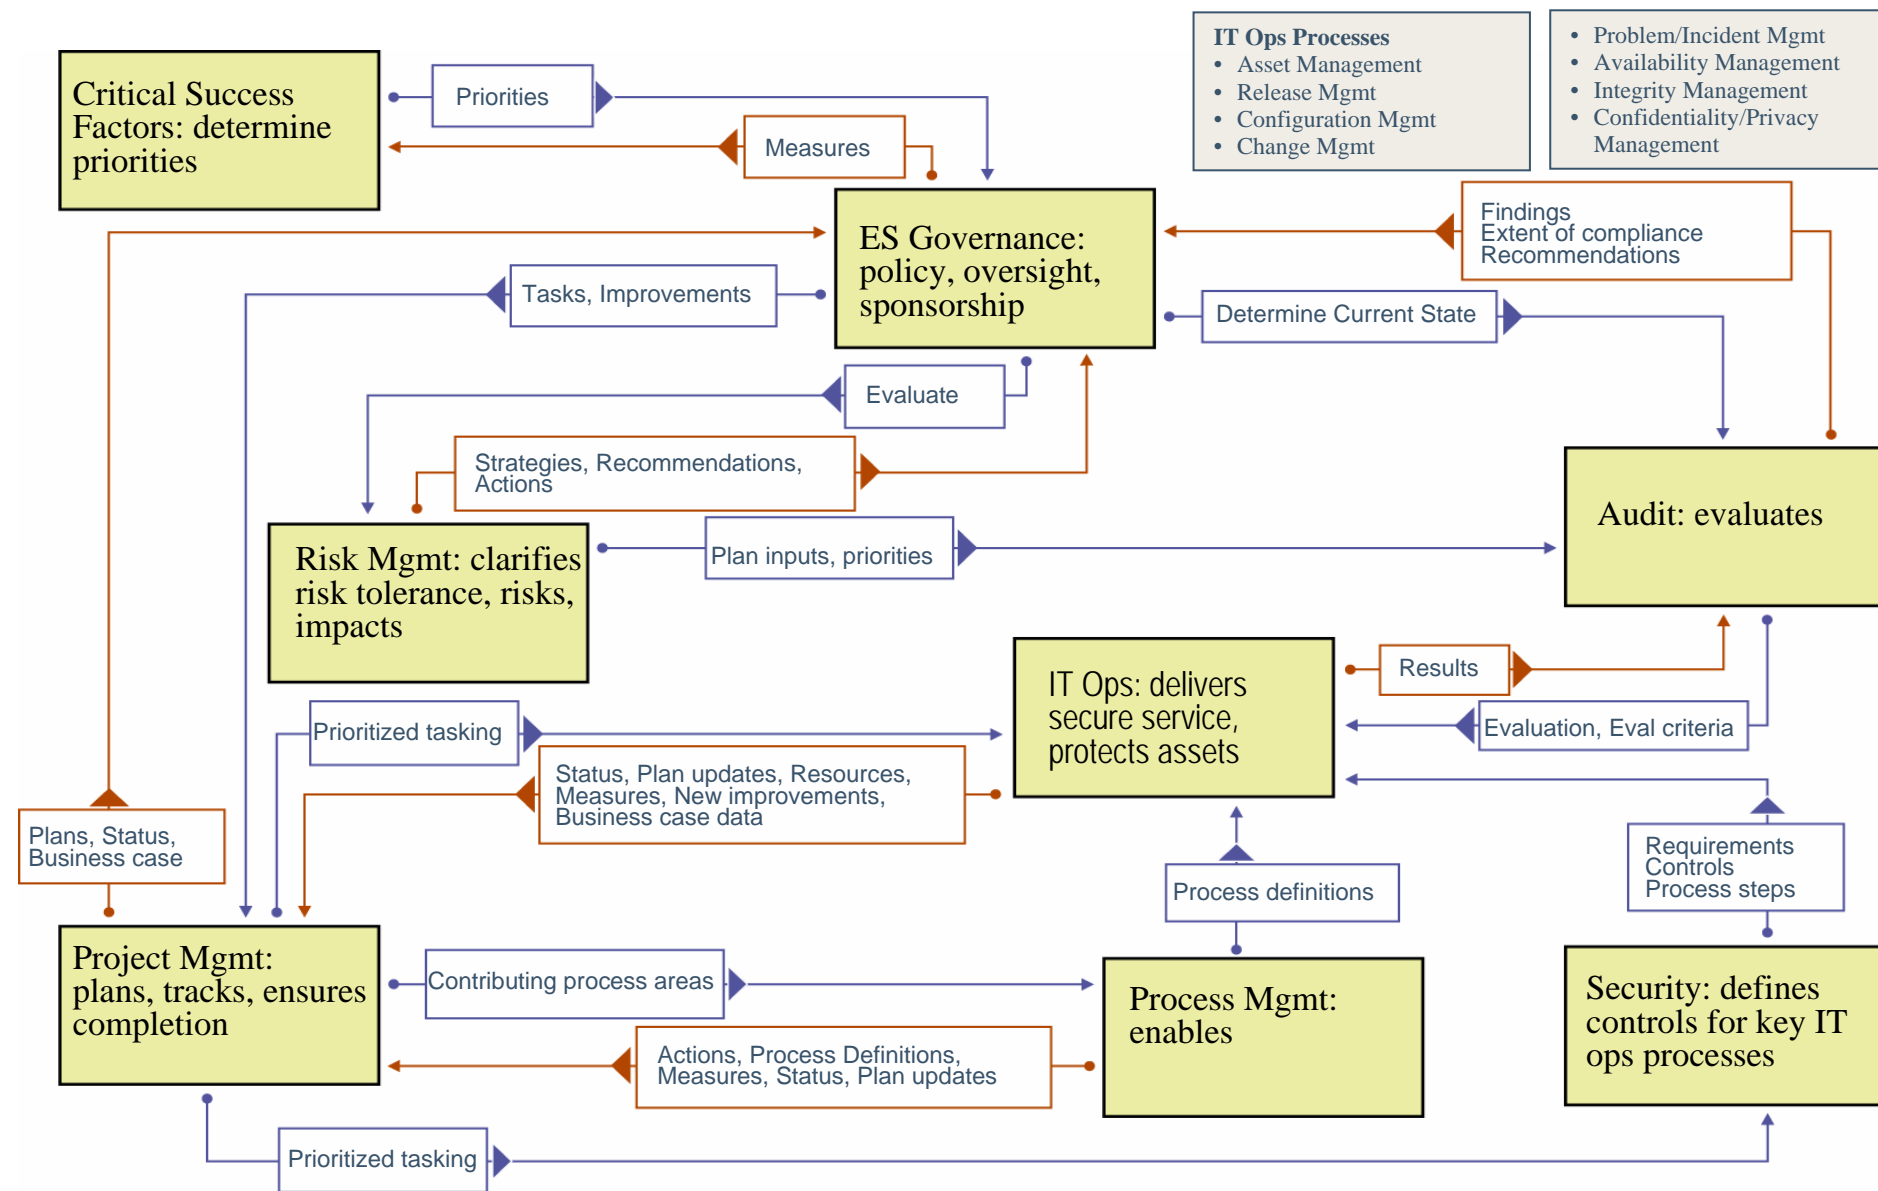 IT Ops Processes
• Asset Management
• Release Mgmt
• Configuration Mgmt
• Change Mgmt
• Problem/Incident Mgmt
• Availability Management
• Integrity Management
• Confidentiality/Privacy
Management
Critical Success
Factors: determine
priorities
Priorities
Measures
ES Governance:
policy, oversight,
sponsorship
Findings
Extent of compliance
Recommendations
Tasks, Improvements
Determine Current State
Evaluate
Strategies, Recommendations,
Actions
Audit: evaluates
Risk Mgmt: clarifies
risk tolerance, risks,
impacts
Plan inputs, priorities
IT Ops: delivers
secure service,
protects assets
Results
Evaluation, Eval criteria
Prioritized tasking
Status, Plan updates, Resources,
Measures, New improvements,
Business case data
Plans, Status,
Business case
Requirements
Controls
Process steps
Process definitions
Project Mgmt:
plans, tracks, ensures
completion
Contributing process areas
Process Mgmt:
enables
Security: defines
controls for key IT
ops processes
Actions, Process Definitions,
Measures, Status, Plan updates
Prioritized tasking